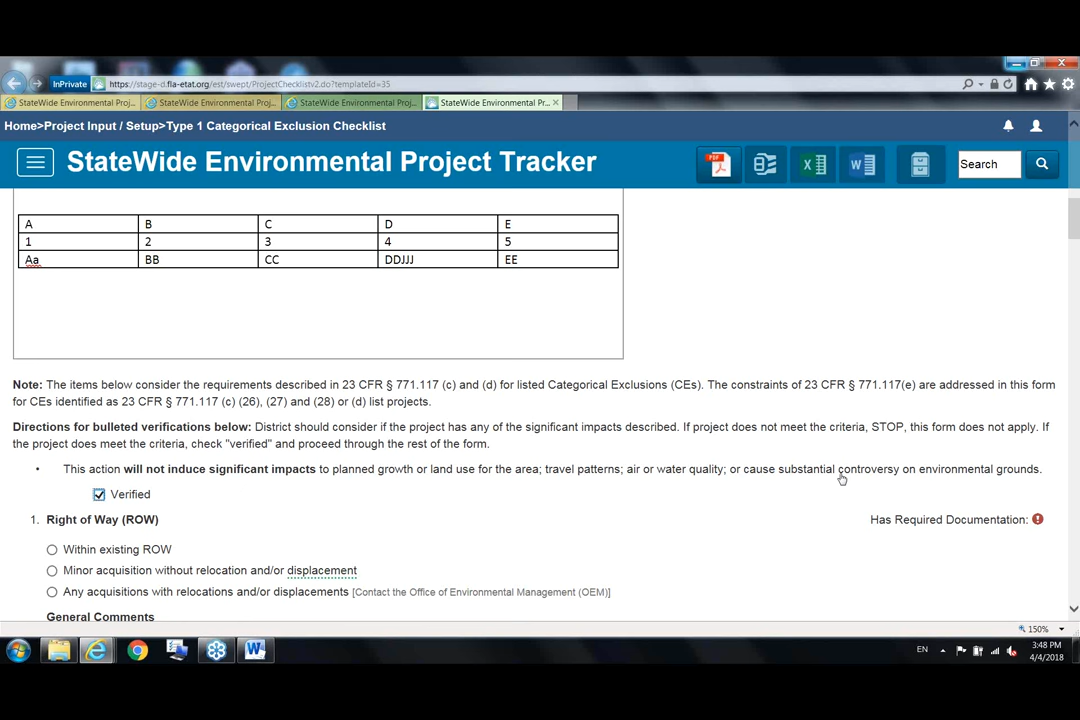 InPrivate https://stage-d.fla-etat.org/est/swept/ProjectChecklistv2.do?templateId=35
StateWide Environmental Proj... StateWide Environmental Proj... StateWide Environmental Proj... StateWide Environmental Pr...
Home>Project Input / Setup>Type 1 Categorical Exclusion Checklist
StateWide Environmental Project Tracker PDF Search
A B C D E
1 2 3 4 5
Aa BB CC DDJJJ EE
Note: The items below consider the requirements described in 23 CFR § 771.117 (c) and (d) for listed Categorical Exclusions (CEs). The constraints of 23 CFR § 771.117(e) are addressed in this form
for CEs identified as 23 CFR § 771.117 (c) (26), (27) and (28) or (d) list projects.
Directions for bulleted verifications below: District should consider if the project has any of the significant impacts described. If project does not meet the criteria, STOP, this form does not apply. If
the project does meet the criteria, check "verified" and proceed through the rest of the form.
• This action will not induce significant impacts to planned growth or land use for the area; travel patterns; air or water quality; or cause substantial controversy on environmental grounds.
Verified
1. Right of Way (ROW) Has Required Documentation:
Within existing ROW
Minor acquisition without relocation and/or displacement
Any acquisitions with relocations and/or displacements [Contact the Office of Environmental Management (OEM)]
General Comments
150%
EN 3:48 PM
4/4/2018